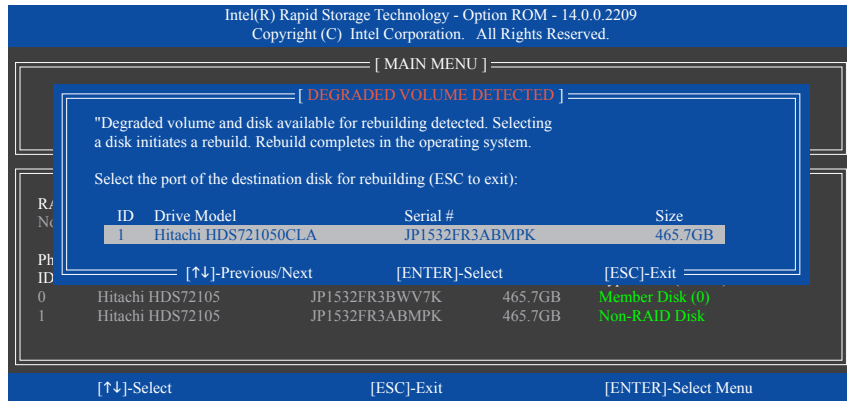 Intel(R) Rapid Storage Technology - Option ROM - 14.0.0.2209
Copyright (C) Intel Corporation. All Rights Reserved.
[ MAIN MENU ]
[ DEGRADED VOLUME DETECTED ]
"Degraded volume and disk available for rebuilding detected. Selecting
a disk initiates a rebuild. Rebuild completes in the operating system.
Select the port of the destination disk for rebuilding (ESC to exit):
ID Drive Model Serial # Size
1 Hitachi HDS721050CLA JP1532FR3ABMPK 465.7GB
[↑↓]-Previous/Next [ENTER]-Select [ESC]-Exit
ID
0 Hitachi HDS72105 JP1532FR3BWV7K 465.7GB Member Disk (0)
1 Hitachi HDS72105 JP1532FR3ABMPK 465.7GB Non-RAID Disk
[↑↓]-Select [ESC]-Exit [ENTER]-Select Menu